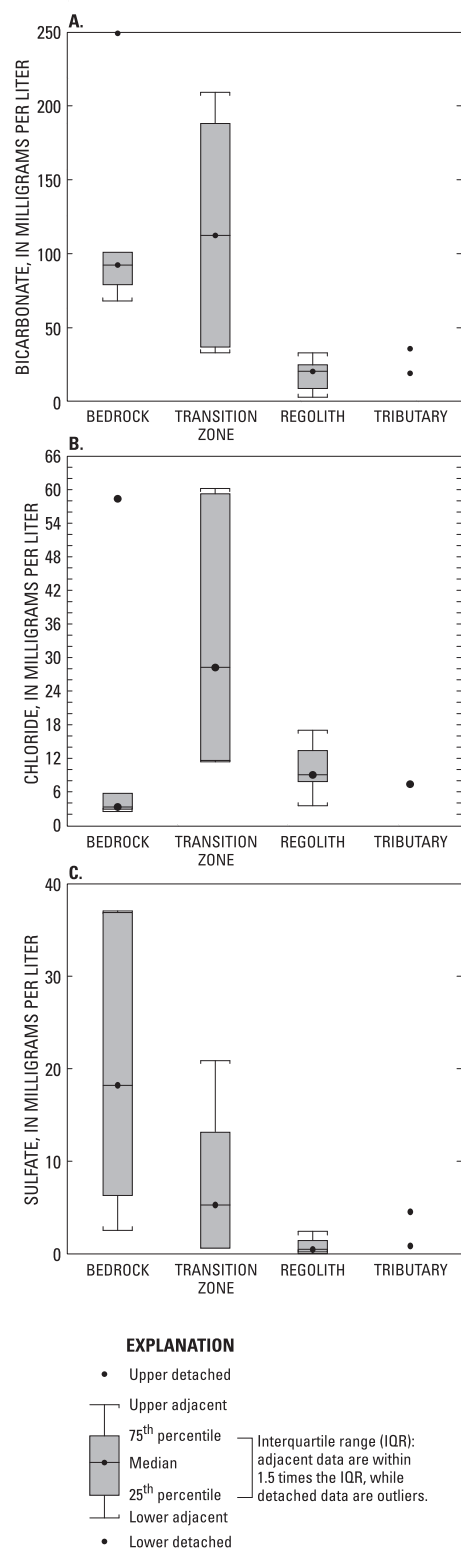 A.
BICARBONATE, IN MILLIGRAMS PER LITER
250
200
150
100
50
0
BEDROCK
TRANSITION
ZONE
REGOLITH
TRIBUTARY
B.
CHLORIDE, IN MILLIGRAMS PER LITER
66
60
54
48
42
36
30
24
18
12
6
0
BEDROCK
TRANSITION
ZONE
REGOLITH
TRIBUTARY
C.
SULFATE, IN MILLIGRAMS PER LITER
40
30
20
10
0
BEDROCK
TRANSITION
ZONE
REGOLITH
TRIBUTARY
EXPLANATION
Upper detached
Upper adjacent
75th percentile
Median
25th percentile
Lower adjacent
Lower detached
Interquartile range (IQR):
adjacent data are within
1.5 times the IQR, while
detached data are outliers.